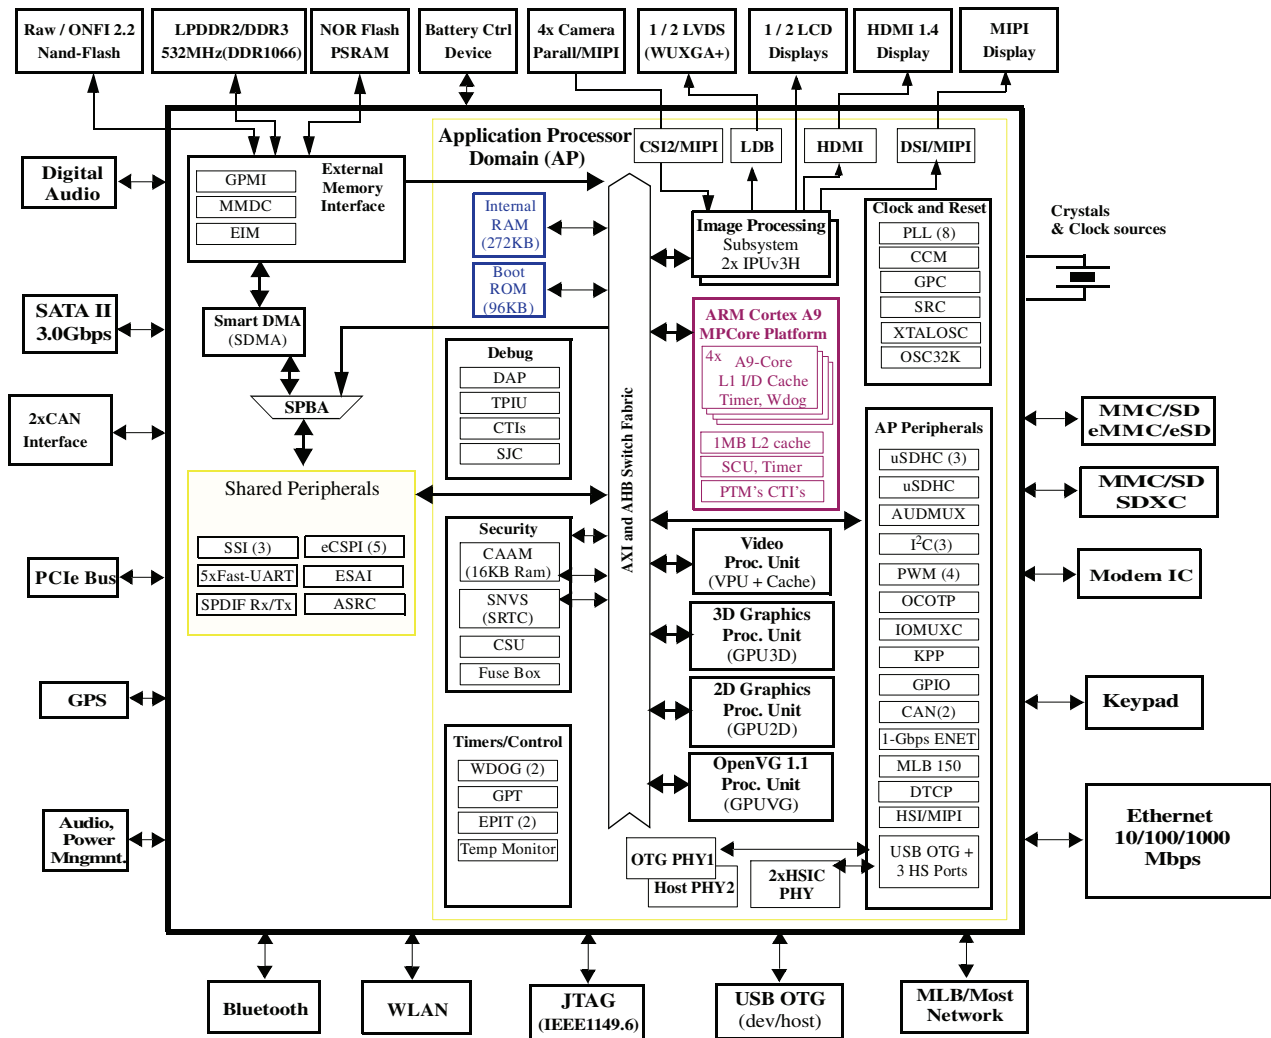 Raw / ONFI 2.2
Nand-Flash
LPDDR2/DDR3
532MHz(DDR1066)
NOR Flash
PSRAM
Battery Ctrl
Device
4x Camera
Parall/MIPI
1 / 2 LVDS
(WUXGA+)
1 / 2 LCD
Displays
HDMI 1.4
Display
MIPI
Display
Application Processor
Domain (AP)
CSI2/MIPI
LDB
HDMI
DSI/MIPI
Digital
Audio
SATA II
3.0Gbps
2xCAN
Interface
PCIe Bus
GPS
Audio,
Power
Mngmnt.
External
Memory
Interface
GPMI
MMDC
EIM
Smart DMA
(SDMA)
SPBA
Shared Peripherals
SSI (3)
eCSPI (5)
5xFast-UART
ESAI
SPDIF Rx/Tx
ASRC
Internal
RAM
(272KB)
Boot
ROM
(96KB)
Debug
DAP
TPIU
CTIs
SJC
Security
CAAM
(16KB Ram)
SNVS
(SRTC)
CSU
Fuse Box
Timers/Control
WDOG (2)
GPT
EPIT (2)
Temp Monitor
AXI and AHB Switch Fabric
Image Processing
Subsystem
2x IPUv3H
ARM Cortex A9
MPCore Platform
4x
A9-Core
L1 I/D Cache
Timer, Wdog
1MB L2 cache
SCU, Timer
PTM's CTI's
Video
Proc. Unit
(VPU + Cache)
3D Graphics
Proc. Unit
(GPU3D)
2D Graphics
Proc. Unit
(GPU2D)
OpenVG 1.1
Proc. Unit
(GPUVG)
OTG PHY1
Host PHY2
2xHSIC
PHY
Clock and Reset
PLL (8)
CCM
GPC
SRC
XTALOSC
OSC32K
AP Peripherals
uSDHC (3)
uSDHC
AUDMUX
I2C(3)
PWM (4)
OCOTP
IOMUXC
KPP
GPIO
CAN(2)
1-Gbps ENET
MLB 150
DTCP
HSI/MIPI
USB OTG +
3 HS Ports
Crystals
& Clock sources
MMC/SD
eMMC/eSD
MMC/SD
SDXC
Modem IC
Keypad
Ethernet
10/100/1000
Mbps
Bluetooth
WLAN
JTAG
(IEEE1149.6)
USB OTG
(dev/host)
MLB/Most
Network